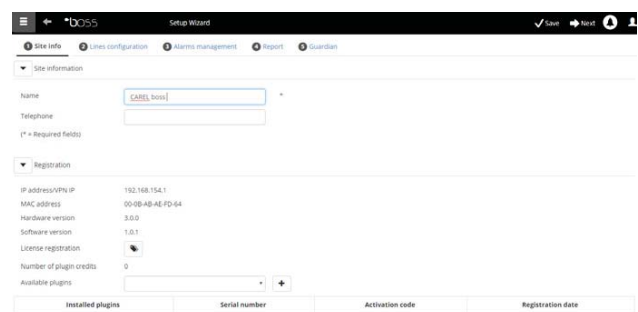 boss Setup Wizard Save Next
1 Site info 2 Lines configuration 3 Alarms management 4 Report 5 Guardian
Site information
Name CAREL boss *
Telephone
(* = Required fields)
Registration
IP address/VPN IP 192.168.154.1
MAC address 00-0B-AB-AE-FD-64
Hardware version 3.0.0
Software version 1.0.1
License registration
Number of plugin credits 0
Available plugins
Installed plugins Serial number Activation code Registration date